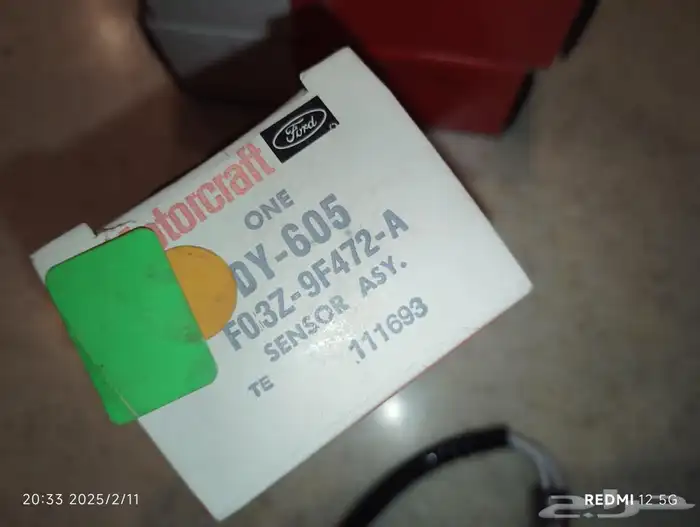 Ford
otorcraft
ONE
DY-605
F03Z-9F472-A
SENSOR ASY.
TE 111693
20:33 2025/2/11
REDMI 12 5G
حراج